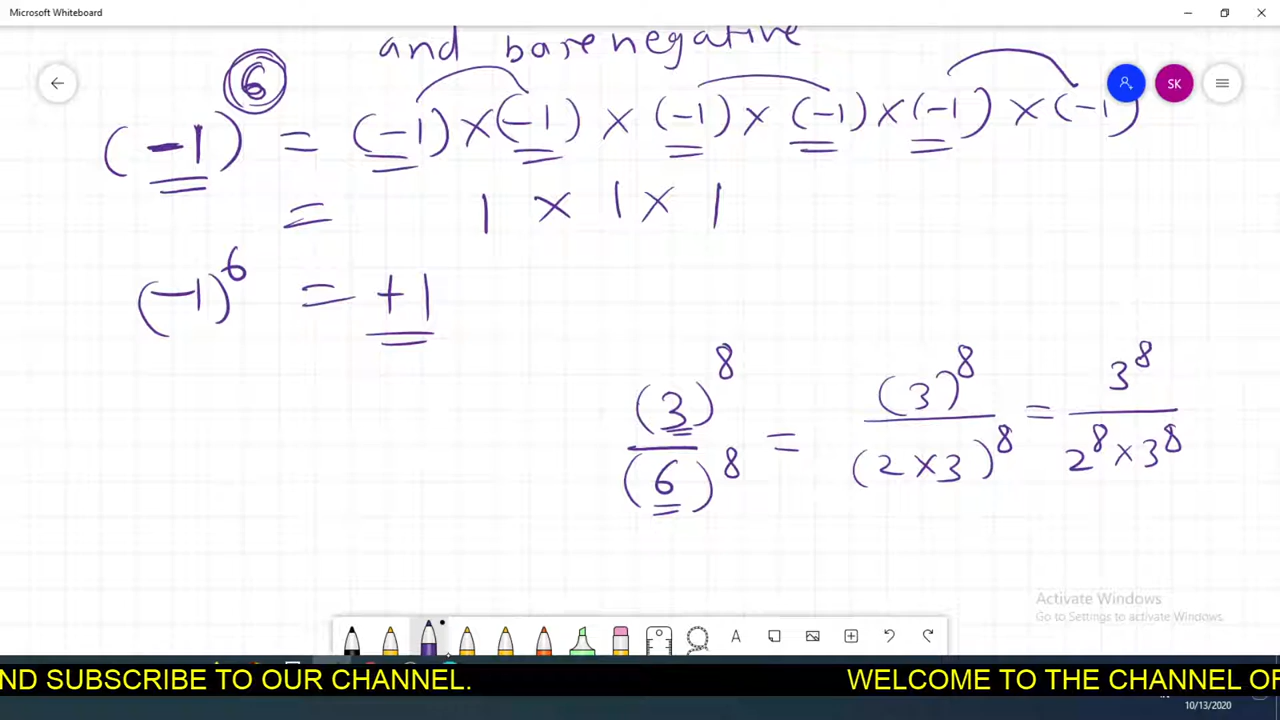 Microsoft Whiteboard
and base negative
(-1)^6 = (-1) × (-1) × (-1) × (-1) × (-1) × (-1)
SK
= 1 × 1 × 1
(-1)^6 = +1
(3)^8 / (6)^8 = (3)^8 / (2×3)^8 = 3^8 / 2^8 × 3^8
Activate Windows
Go to Settings to activate Windows.
A
ND SUBSCRIBE TO OUR CHANNEL. WELCOME TO THE CHANNEL OF
10/13/2020